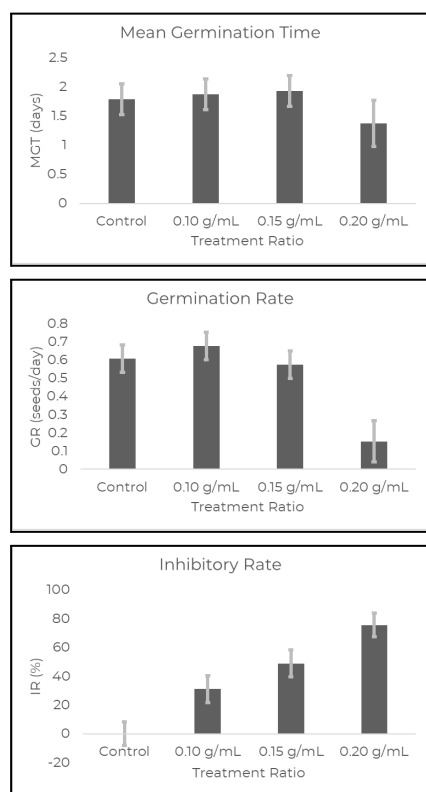 Mean Germination Time
MGT (days)
2.5
2
1.5
1
0.5
0
Control 0.10 g/mL 0.15 g/mL 0.20 g/mL
Treatment Ratio
Germination Rate
GR (seeds/day)
0.8
0.7
0.6
0.5
0.4
0.3
0.2
0.1
0
Control 0.10 g/mL 0.15 g/mL 0.20 g/mL
Treatment Ratio
Inhibitory Rate
IR (%)
100
80
60
40
20
0
-20
Control 0.10 g/mL 0.15 g/mL 0.20 g/mL
Treatment Ratio